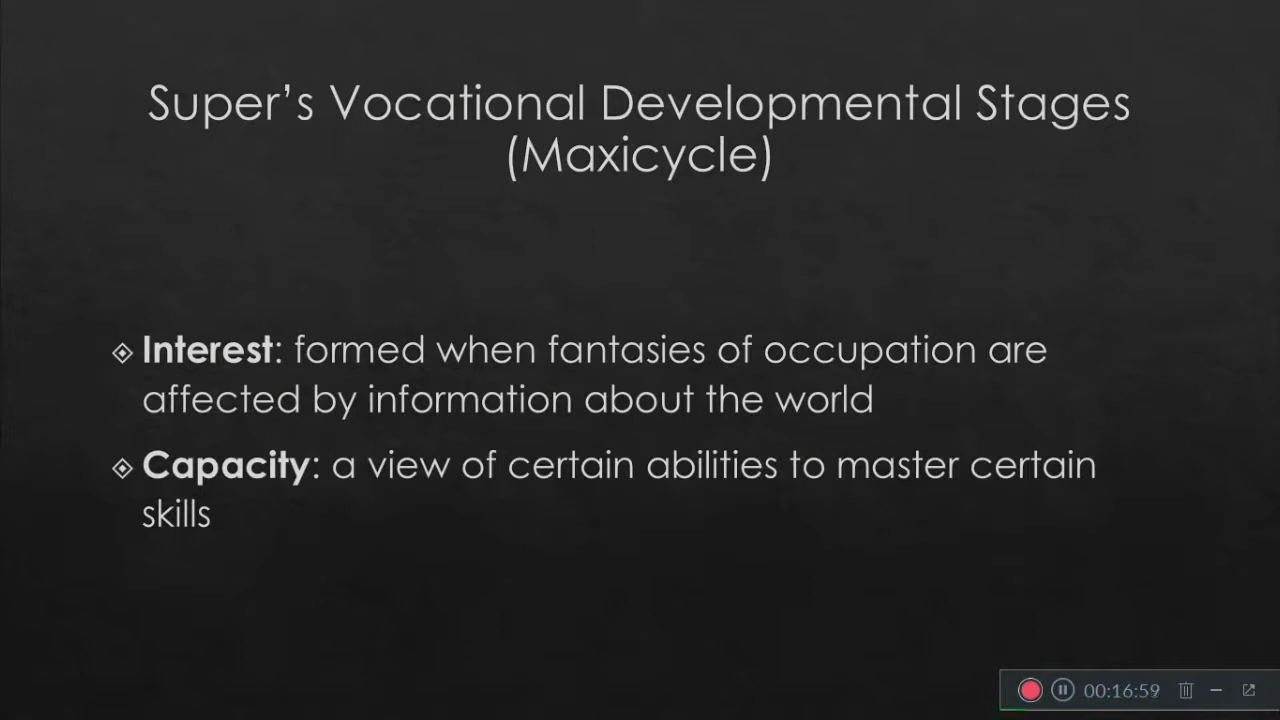 Super’s Vocational Developmental Stages
(Maxicycle)
Interest: formed when fantasies of occupation are
affected by information about the world
Capacity: a view of certain abilities to master certain
skills
00:16:59